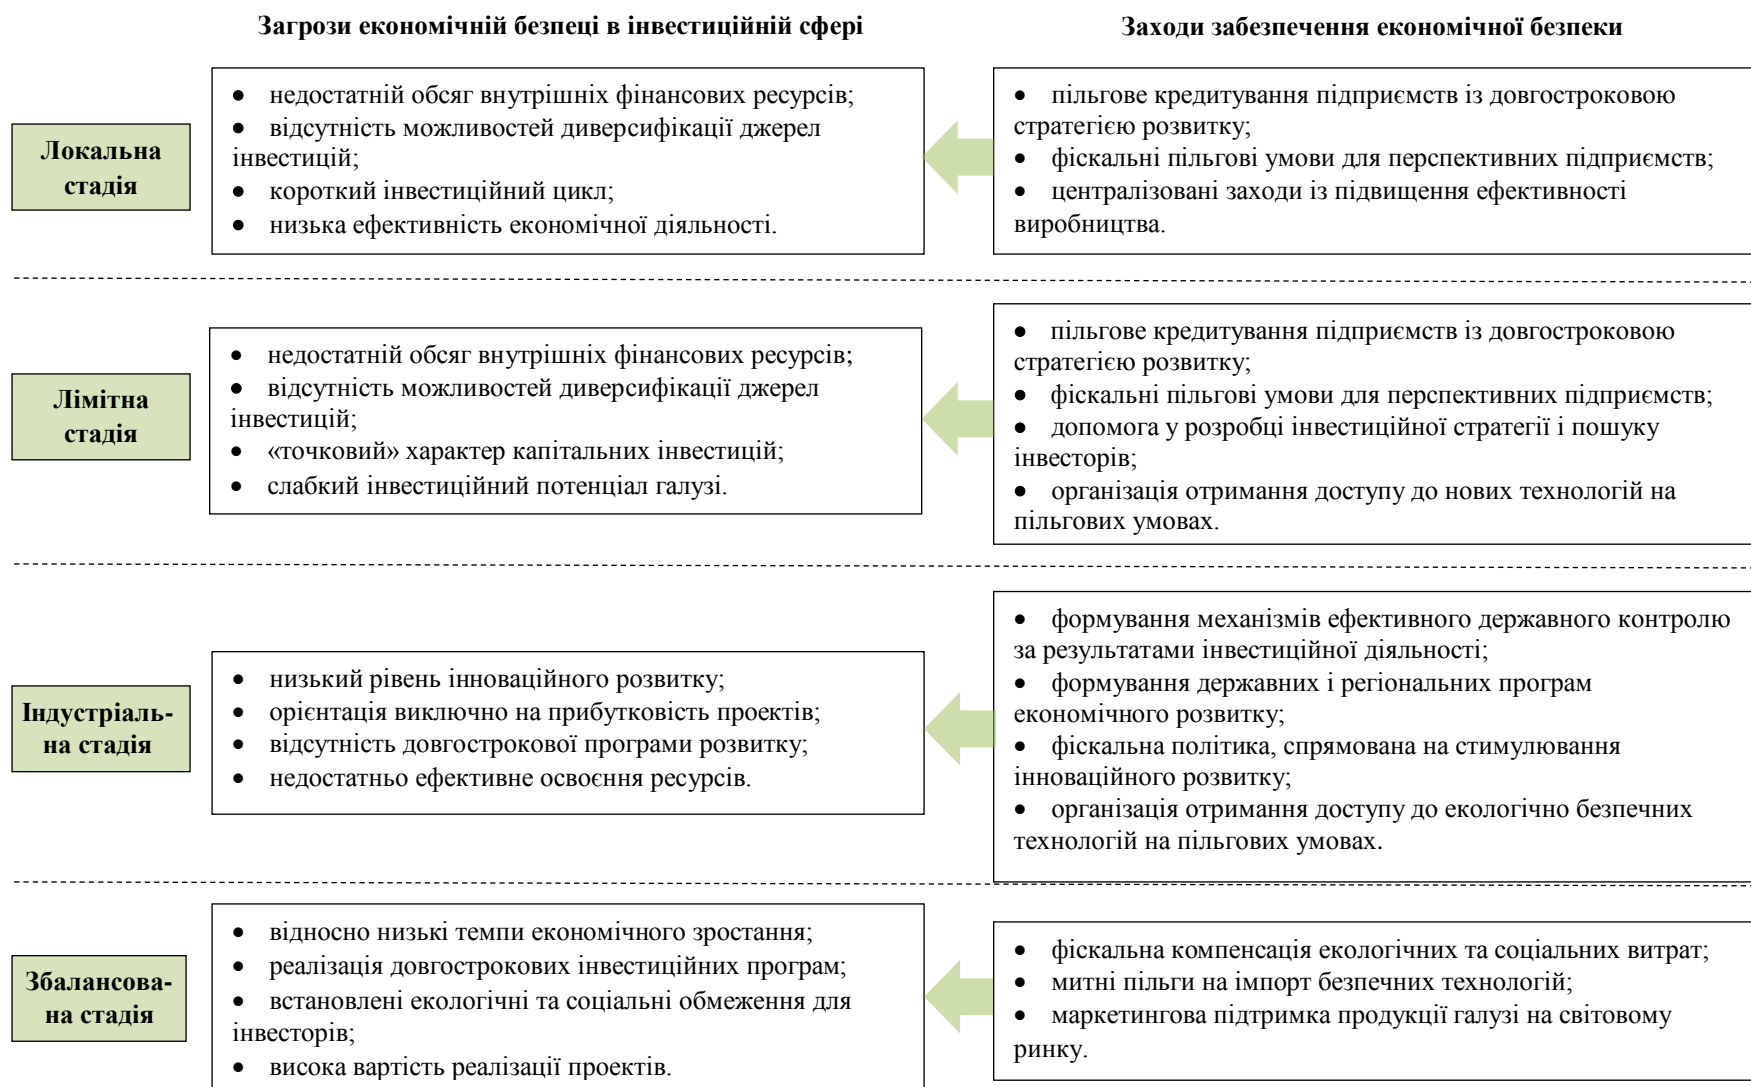 Загрози економічній безпеці в інвестиційній сфері
Заходи забезпечення економічної безпеки
Локальна
стадія
• недостатній обсяг внутрішніх фінансових ресурсів;
• відсутність можливостей диверсифікації джерел
інвестицій;
• короткий інвестиційний цикл;
• низька ефективність економічної діяльності.
• пільгове кредитування підприємств із довгостроковою
стратегією розвитку;
• фіскальні пільгові умови для перспективних підприємств;
• централізовані заходи із підвищення ефективності
виробництва.
Лімітна
стадія
• недостатній обсяг внутрішніх фінансових ресурсів;
• відсутність можливостей диверсифікації джерел
інвестицій;
• «точковий» характер капітальних інвестицій;
• слабкий інвестиційний потенціал галузі.
• пільгове кредитування підприємств із довгостроковою
стратегією розвитку;
• фіскальні пільгові умови для перспективних підприємств;
• допомога у розробці інвестиційної стратегії і пошуку
інвесторів;
• організація отримання доступу до нових технологій на
пільгових умовах.
Індустріаль-
на стадія
• низький рівень інноваційного розвитку;
• орієнтація виключно на прибутковість проектів;
• відсутність довгострокової програми розвитку;
• недостатньо ефективне освоєння ресурсів.
• формування механізмів ефективного державного контролю
за результатами інвестиційної діяльності;
• формування державних і регіональних програм
економічного розвитку;
• фіскальна політика, спрямована на стимулювання
інноваційного розвитку;
• організація отримання доступу до екологічно безпечних
технологій на пільгових умовах.
Збалансова-
на стадія
• відносно низькі темпи економічного зростання;
• реалізація довгострокових інвестиційних програм;
• встановлені екологічні та соціальні обмеження для
інвесторів;
• висока вартість реалізації проектів.
• фіскальна компенсація екологічних та соціальних витрат;
• митні пільги на імпорт безпечних технологій;
• маркетингова підтримка продукції галузі на світовому
ринку.